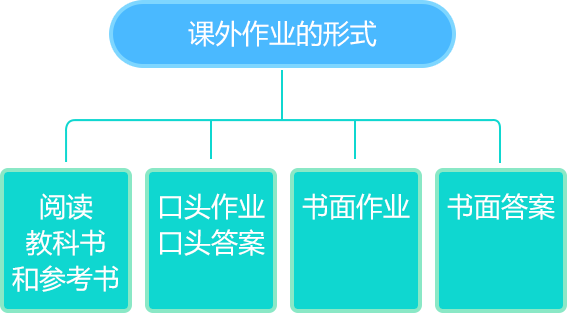 课外作业的形式
阅读
教科书
和参考书
口头作业
口头答案
书面作业
书面答案